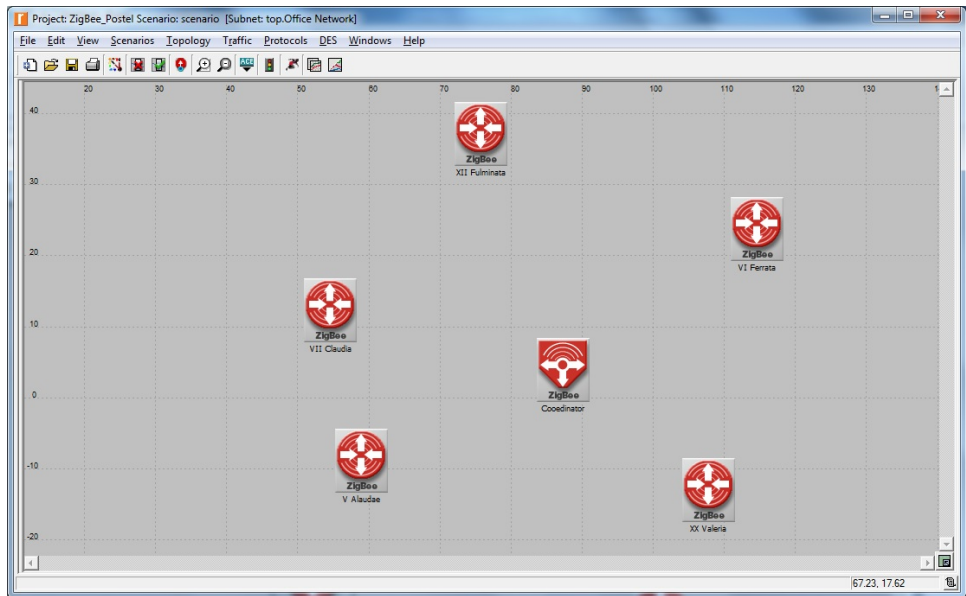 Project: ZigBee_Postel Scenario: scenario [Subnet: top.Office Network]
File Edit View Scenarios Topology Traffic Protocols DES Windows Help
ACE
20 30 40 50 60 70 80 90 100 110 120 130
40
ZigBee
XII Fulminata
30
20
ZigBee
VI Ferrata
10
ZigBee
VII Claudia
0
ZigBee
Cooedinator
-10
ZigBee
V Alaudae
ZigBee
XX Valeria
-20
67.23, 17.62